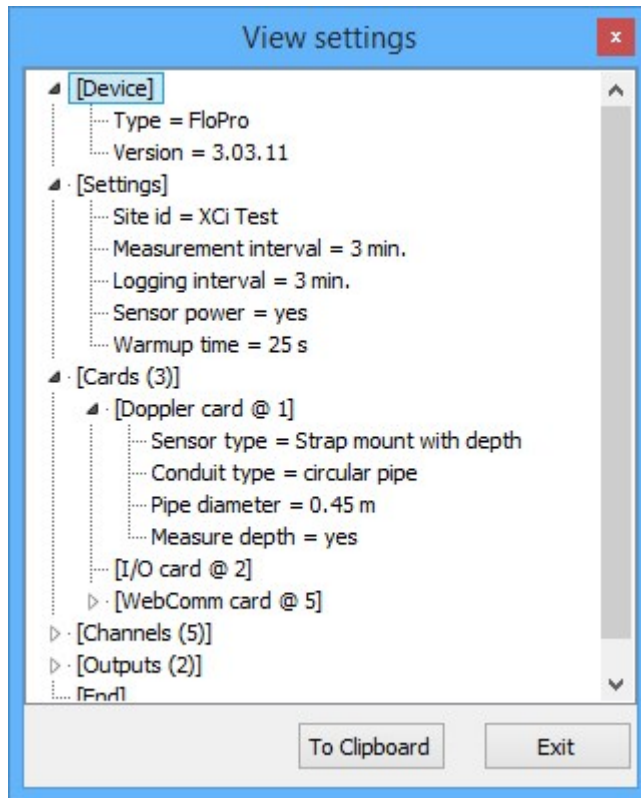 View settings
x
[Device]
Type = FloPro
Version = 3.03.11
[Settings]
Site id = XCi Test
Measurement interval = 3 min.
Logging interval = 3 min.
Sensor power = yes
Warmup time = 25 s
[Cards (3)]
[Doppler card @ 1]
Sensor type = Strap mount with depth
Conduit type = circular pipe
Pipe diameter = 0.45 m
Measure depth = yes
[I/O card @ 2]
[WebComm card @ 5]
[Channels (5)]
[Outputs (2)]
[End]
To Clipboard
Exit